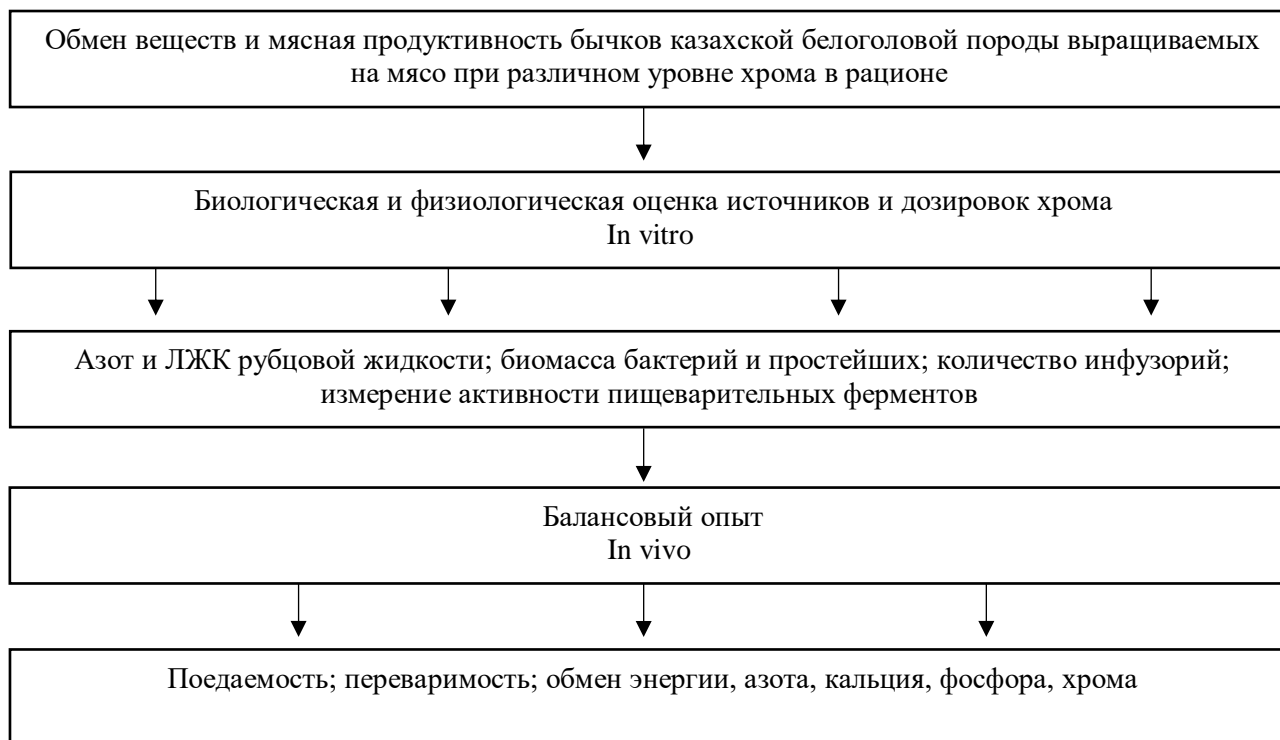 Обмен веществ и мясная продуктивность бычков казахской белоголовой породы выращиваемых
на мясо при различном уровне хрома в рационе
Биологическая и физиологическая оценка источников и дозировок хрома
In vitro
Азот и ЛЖК рубцовой жидкости; биомасса бактерий и простейших; количество инфузорий;
измерение активности пищеварительных ферментов
Балансовый опыт
In vivo
Поедаемость; переваримость; обмен энергии, азота, кальция, фосфора, хрома